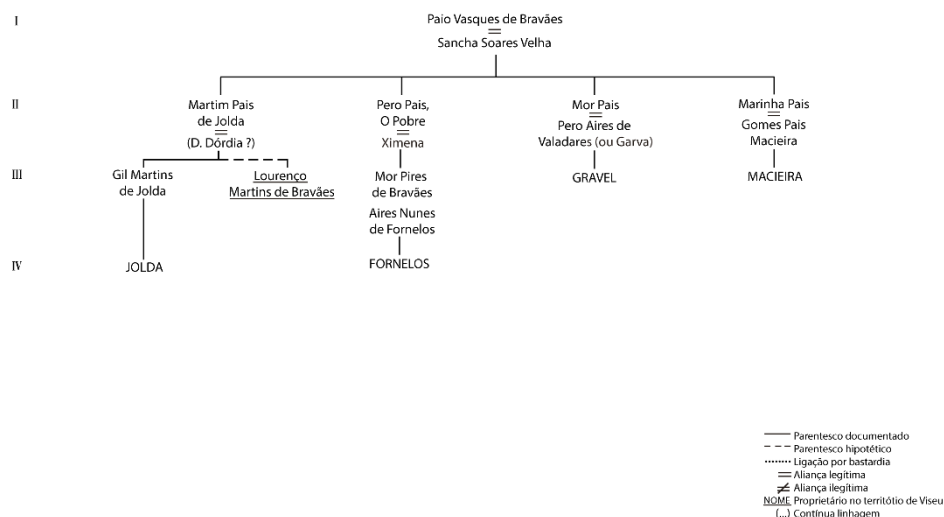 I
Paio Vasques de Bravães
Sancha Soares Velha
II
Martim Pais
de Jolda
(D. Dórdia ?)
Pero Pais,
O Pobre
Ximena
Mor Pais
Pero Aires de
Valadares (ou Garva)
Marinha Pais
Gomes Pais
Macieira
III
Gil Martins
de Jolda
Lourenço
Martins de Bravães
Mor Pires
de Bravães
Aires Nunes
de Fornelos
GRAVEL
MACIEIRA
IV
JOLDA
FORNELOS
Parentesco documentado
Parentesco hipotético
Ligação por bastardia
Aliança legítima
Aliança ilegítima
NOME Proprietário no territótio de Viseu
(...) Contínua linhagem